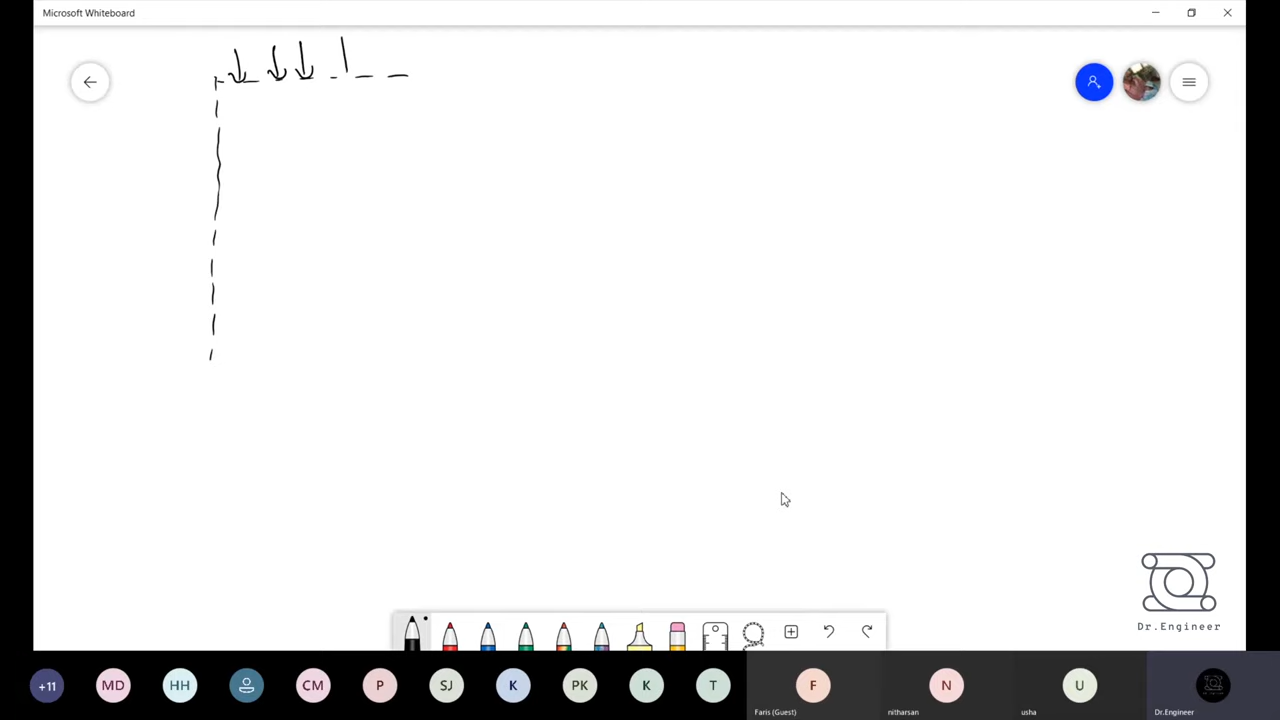 Microsoft Whiteboard
Dr.Engineer
+11
MD
HH
CM
P
SJ
K
PK
K
T
F
N
U
Faris (Guest)
nitharsan
usha
Dr.Engineer